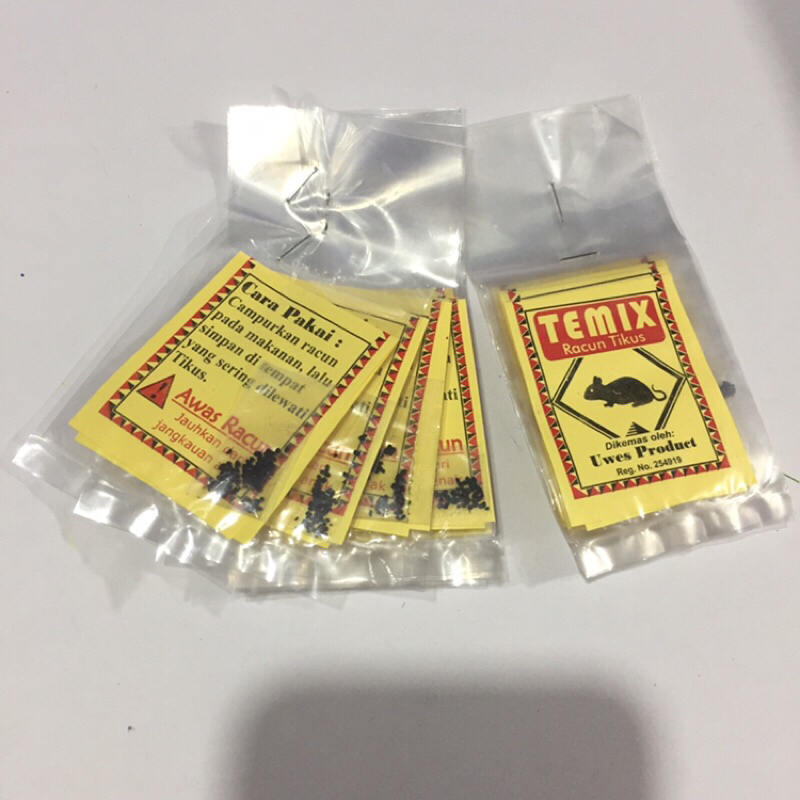 Cara Pakai :
Campurkan racun
pada makanan, lalu
simpan di tempat
yang sering dilewati
Tikus.
Awas Racun
Jauhkan
jangkauan
TEMIX
Racun Tikus
Dikemas oleh:
Uwes Product
Reg. No. 254919